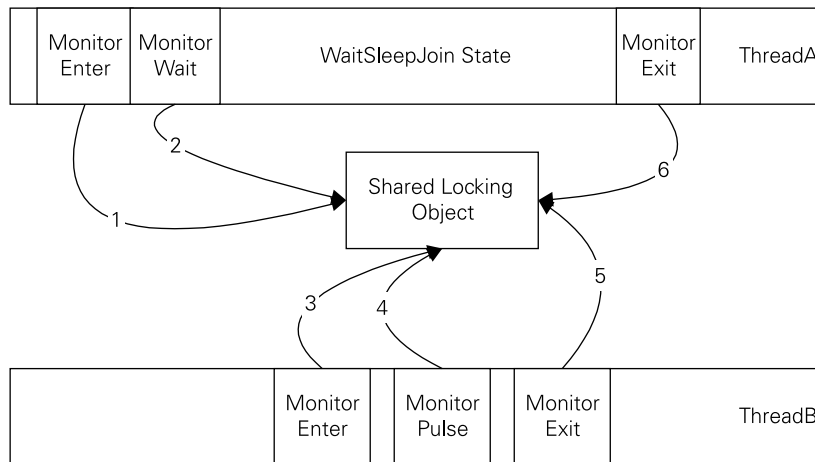 Monitor
Enter
Monitor
Wait
WaitSleepJoin State
Monitor
Exit
ThreadA
2
6
Shared Locking
Object
1
3
4
5
Monitor
Enter
Monitor
Pulse
Monitor
Exit
ThreadB